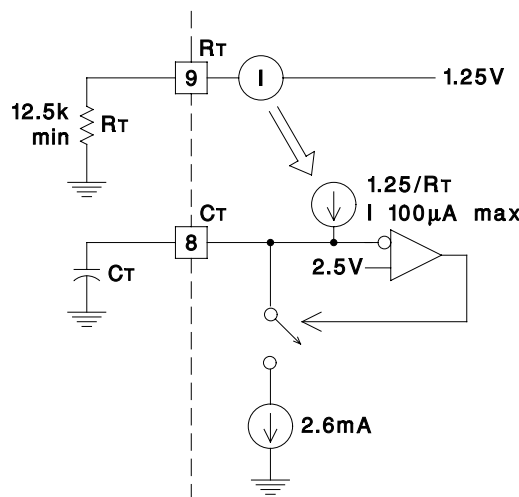 RT
9
I
1.25V
12.5k
min
RT
1.25/RT
I 100µA max
CT
8
2.5V
CT
2.6mA